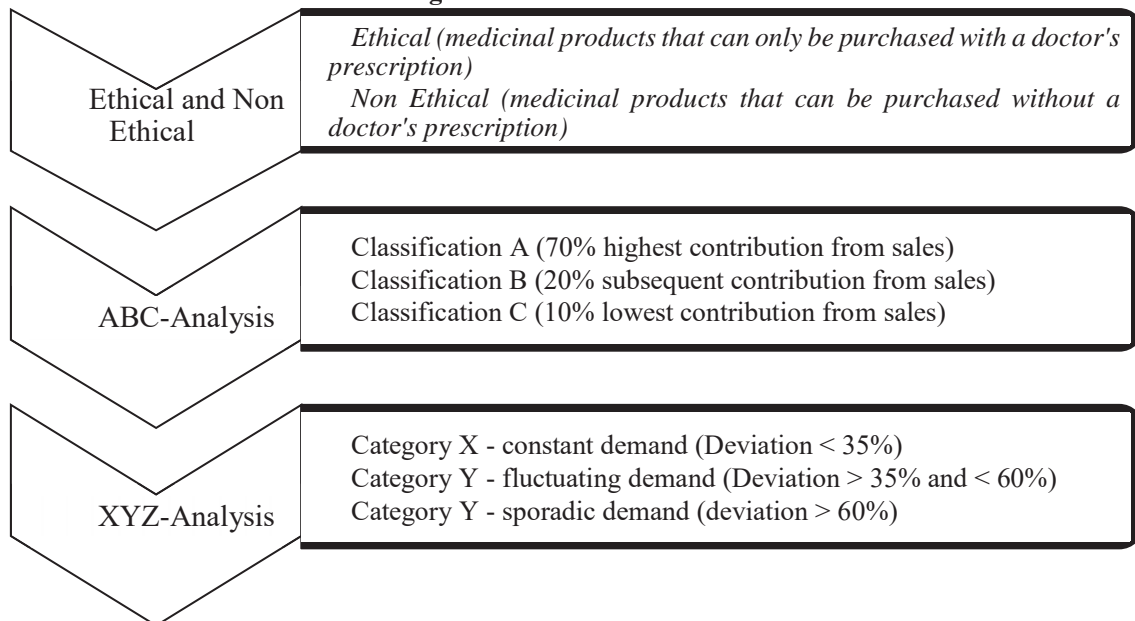 Ethical and Non
Ethical
Ethical (medicinal products that can only be purchased with a doctor's
prescription)
Non Ethical (medicinal products that can be purchased without a
doctor's prescription)
ABC-Analysis
Classification A (70% highest contribution from sales)
Classification B (20% subsequent contribution from sales)
Classification C (10% lowest contribution from sales)
XYZ-Analysis
Category X - constant demand (Deviation < 35%)
Category Y - fluctuating demand (Deviation > 35% and < 60%)
Category Y - sporadic demand (deviation > 60%)